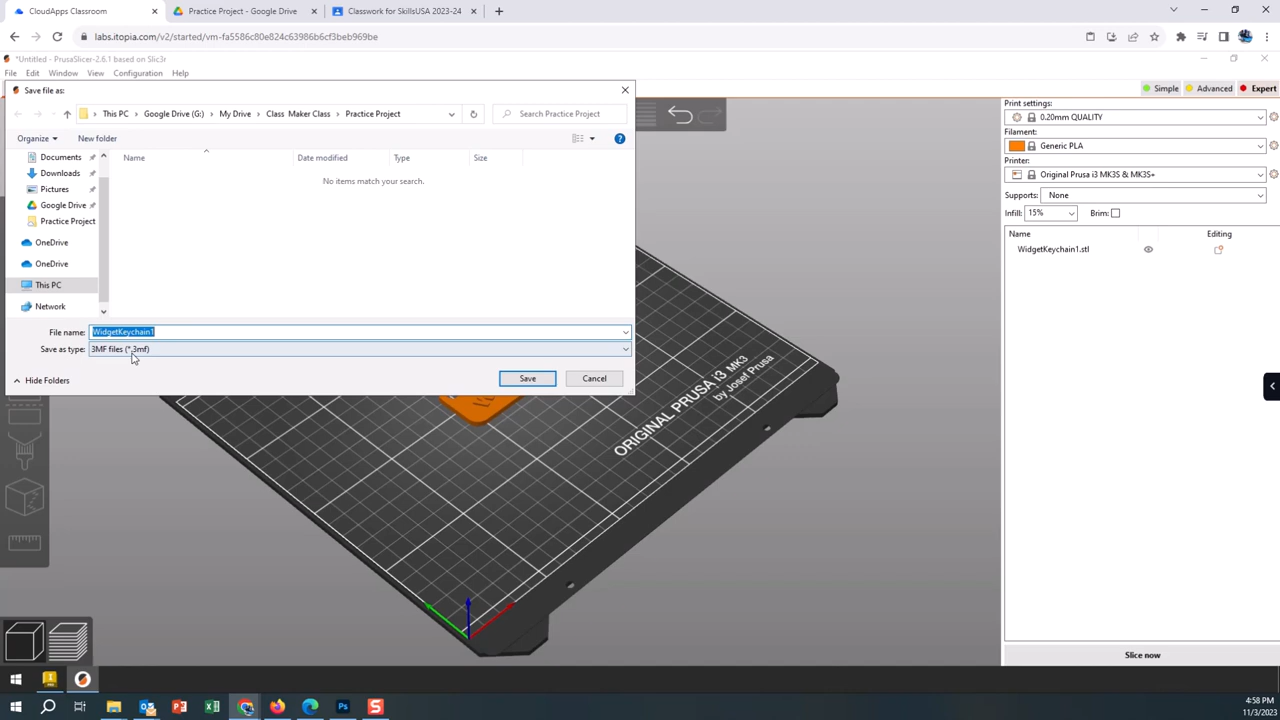 CloudApps Classroom
Practice Project - Google Drive
Classwork for SkillsUSA 2023-24
labs.itopia.com/v2/started/vm-fa5586c80e824c63986b6cf3beb969be
*Untitled - PrusaSlicer-2.6.1 based on Slic3r
File Edit Window View Configuration Help
Save file as:
Simple Advanced Expert
This PC > Google Drive (G:) > My Drive > Class Maker Class > Practice Project
Search Practice Project
Organize New folder
Print settings:
0.20mm QUALITY
Filament:
Generic PLA
Printer:
Original Prusa i3 MK3S & MK3S+
Supports: None
Infill: 15% Brim:
Name Editing
WidgetKeychain1.stl
Documents
Downloads
Pictures
Google Drive
Practice Project
OneDrive
OneDrive
This PC
Network
Name Date modified Type Size
No items match your search.
File name: WidgetKeychain1
Save as type: 3MF files (*.3mf)
Hide Folders
Save Cancel
ORIGINAL PRUSA i3 MK3
by Josef Prusa
Slice now
4:58 PM
11/3/2023